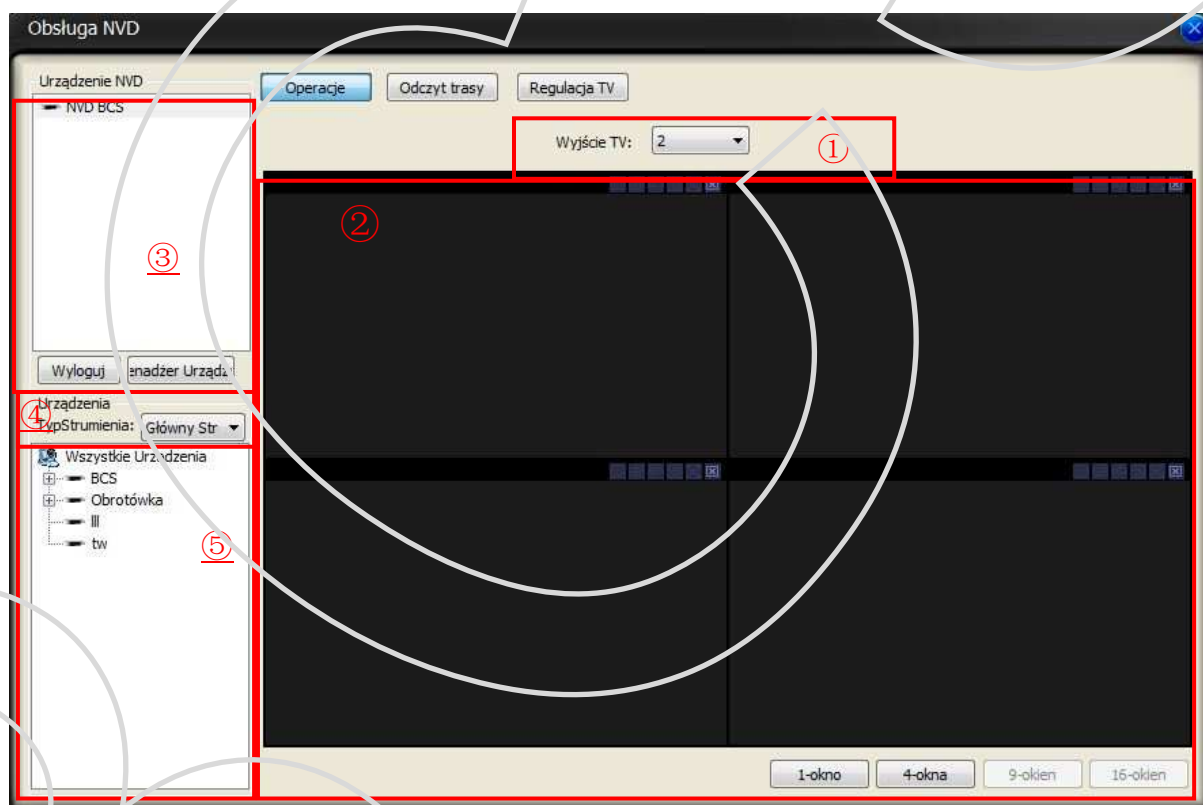 Obsługa NVD
Urządzenie NVD
NVD BCS
Operacje Odczyt trasy Regulacja TV
Wyjście TV: 2
①
②
③
Wyloguj enadżer Urządz
Urządzenia
④
TypStrumienia: Główny Str
Wszystkie Urządzenia
BCS
Obrotówka
lll
tw
⑤
1-okno 4-okna 9-okien 16-okien